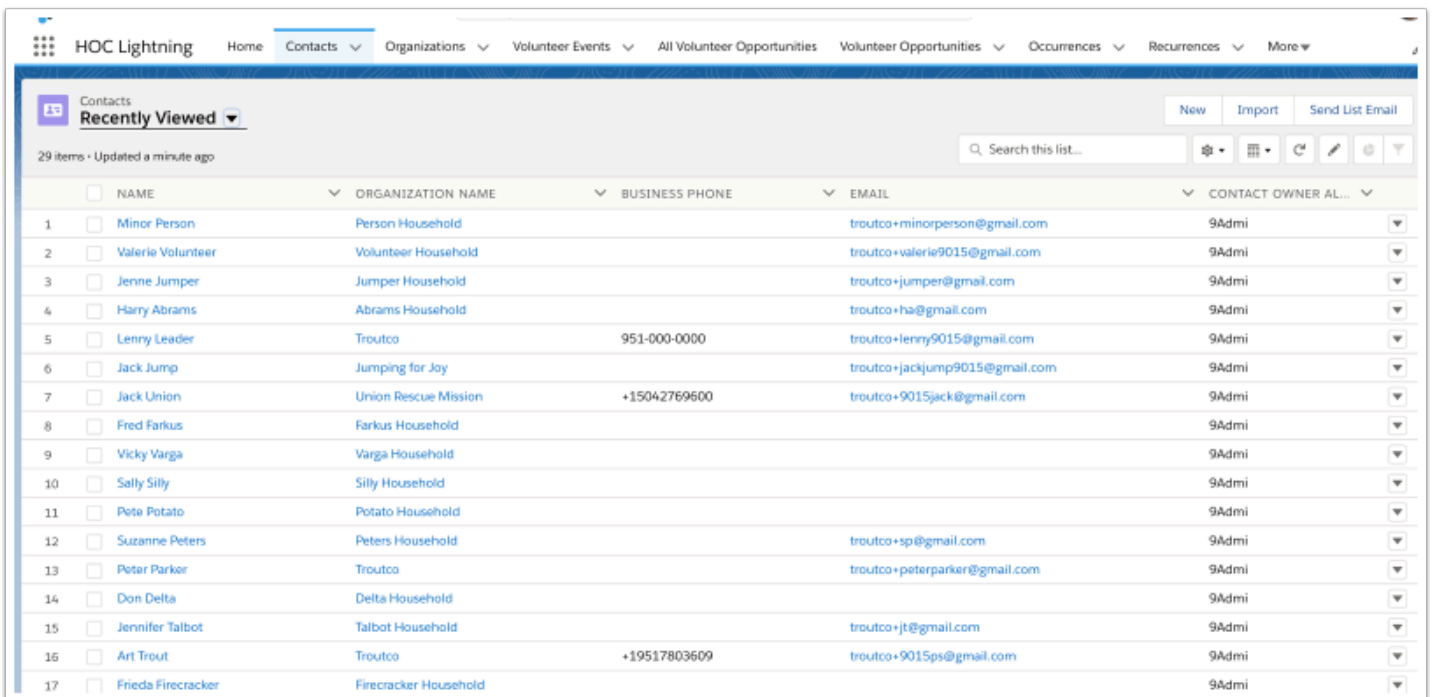 HOC Lightning Home Contacts Organizations Volunteer Events All Volunteer Opportunities Volunteer Opportunities Occurrences Recurrences More
Contacts
Recently Viewed
New Import Send List Email
29 items • Updated a minute ago
Search this list...
NAME ORGANIZATION NAME BUSINESS PHONE EMAIL CONTACT OWNER AL...
1 Minor Person Person Household troutco+minorperson@gmail.com 9Admi
2 Valerie Volunteer Volunteer Household troutco+valerie9015@gmail.com 9Admi
3 Jenne Jumper Jumper Household troutco+jumper@gmail.com 9Admi
4 Harry Abrams Abrams Household troutco+ha@gmail.com 9Admi
5 Lenny Leader Troutco 951-000-0000 troutco+lenny9015@gmail.com 9Admi
6 Jack Jump Jumping for Joy troutco+jackjump9015@gmail.com 9Admi
7 Jack Union Union Rescue Mission +15042769600 troutco+9015jack@gmail.com 9Admi
8 Fred Farkus Farkus Household 9Admi
9 Vicky Varga Varga Household 9Admi
10 Sally Silly Silly Household 9Admi
11 Pete Potato Potato Household 9Admi
12 Suzanne Peters Peters Household troutco+sp@gmail.com 9Admi
13 Peter Parker Troutco troutco+peterparker@gmail.com 9Admi
14 Don Delta Delta Household 9Admi
15 Jennifer Talbot Talbot Household troutco+jt@gmail.com 9Admi
16 Art Trout Troutco +19517803609 troutco+9015ps@gmail.com 9Admi
17 Frieda Firecracker Firecracker Household 9Admi